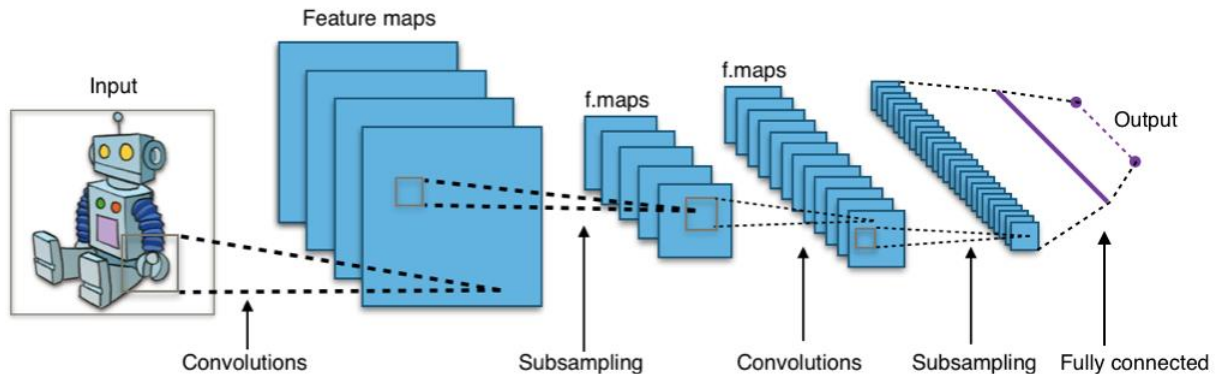 Feature maps
f.maps
Input
f.maps
Output
Convolutions
Subsampling
Convolutions
Subsampling
Fully connected